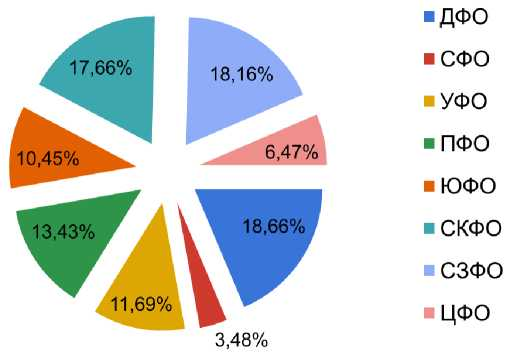 17,66%
18,16%
6,47%
10,45%
13,43%
18,66%
11,69%
3,48%
ДФО
СФО
УФО
ПФО
ЮФО
СКФО
СЗФО
ЦФО